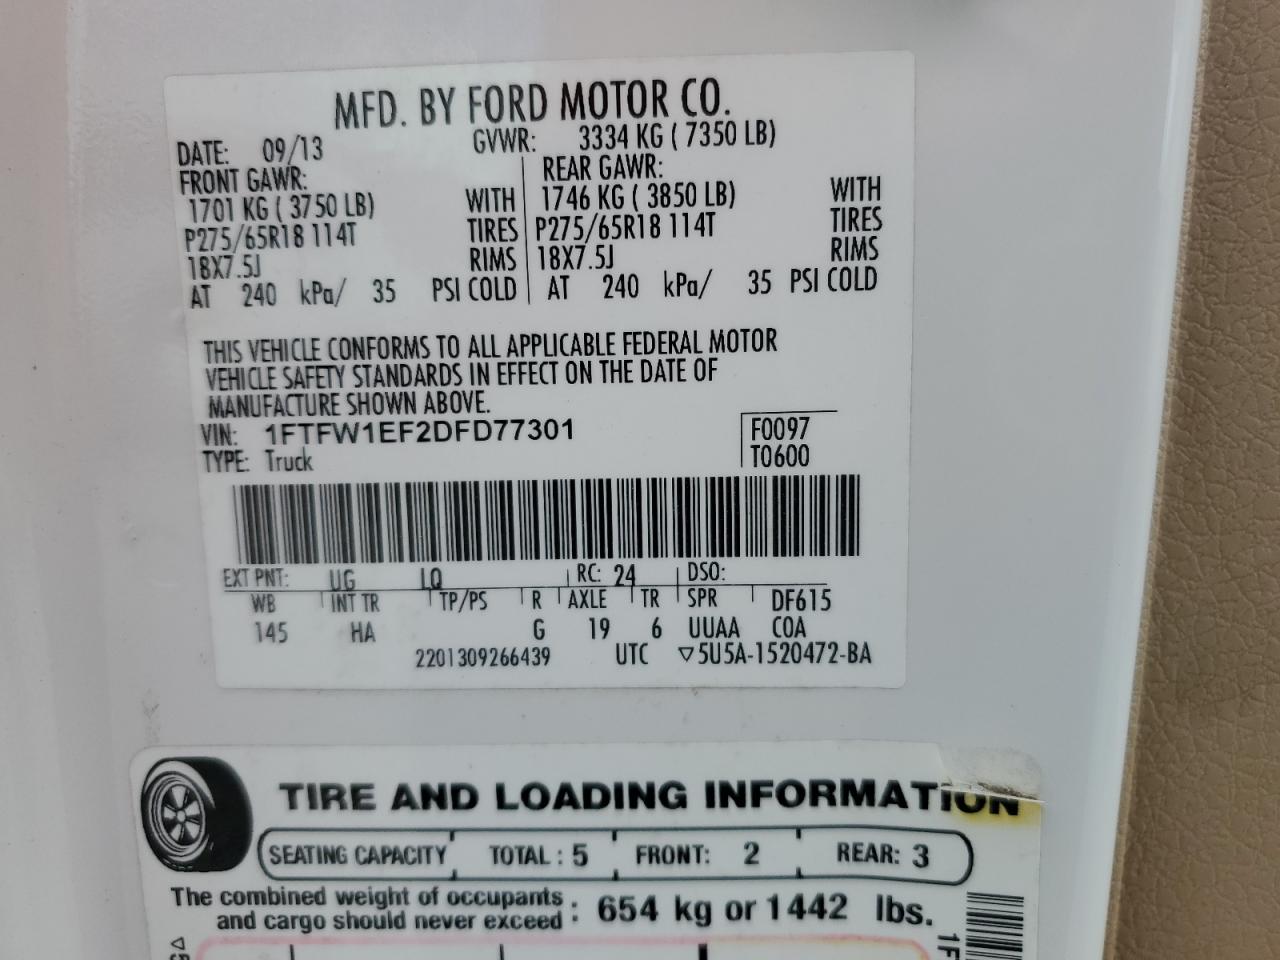 MFD. BY FORD MOTOR CO.
DATE: 09/13 GVWR: 3334 KG ( 7350 LB)
FRONT GAWR: REAR GAWR:
1701 KG ( 3750 LB) WITH 1746 KG ( 3850 LB) WITH
P275/65R18 114T TIRES P275/65R18 114T TIRES
18X7.5J RIMS 18X7.5J RIMS
AT 240 kPa/ 35 PSI COLD AT 240 kPa/ 35 PSI COLD
THIS VEHICLE CONFORMS TO ALL APPLICABLE FEDERAL MOTOR
VEHICLE SAFETY STANDARDS IN EFFECT ON THE DATE OF
MANUFACTURE SHOWN ABOVE.
VIN: 1FTFW1EF2DFD77301 F0097
TYPE: Truck T0600
EXT PNT: UG LQ RC: 24 DSO:
WB INT TR TP/PS R AXLE TR SPR DF615
145 HA G 19 6 UUAA COA
2201309266439 UTC ▽5U5A-1520472-BA
TIRE AND LOADING INFORMATION
SEATING CAPACITY TOTAL : 5 FRONT: 2 REAR: 3
The combined weight of occupants
and cargo should never exceed : 654 kg or 1442 lbs.
1F